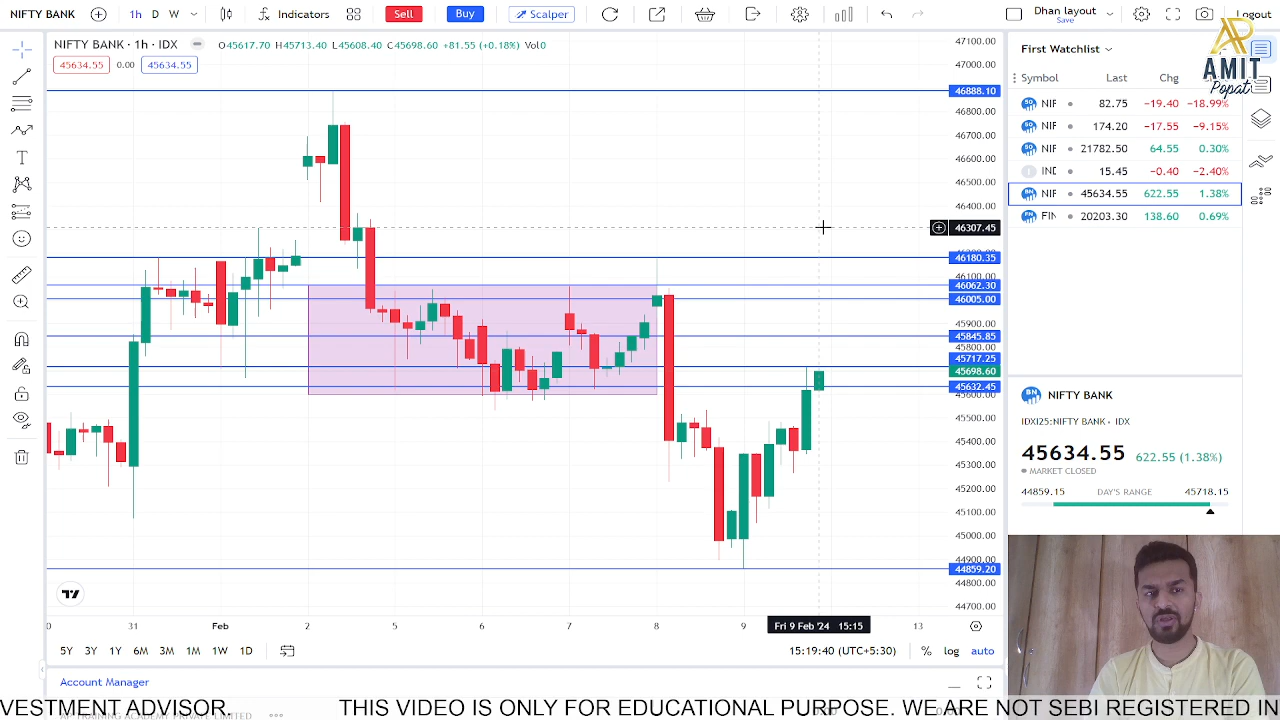 NIFTY BANK
1h D W
Indicators
Sell
Buy
Scalper
Dhan layout
Save
Logout
NIFTY BANK · 1h · IDX
O45617.70 H45713.40 L45608.40 C45698.60 +81.55 (+0.18%) Vol0
45634.55 0.00 45634.55
47100.00
47000.00
46888.10
46800.00
46700.00
46600.00
46500.00
46400.00
46307.45
46180.35
46100.00
46062.30
46005.00
45900.00
45845.85
45800.00
45717.25
45698.60
45632.45
45500.00
45400.00
45300.00
45200.00
45100.00
45000.00
44900.00
44859.20
44800.00
44700.00
31 Feb 2 5 6 7 8 9 Fri 9 Feb '24 15:15 13
5Y 3Y 1Y 6M 3M 1M 1W 1D
15:19:40 (UTC+5:30) % log auto
Account Manager
First Watchlist
Symbol Last Chg
NIF 82.75 −19.40 −18.99%
NIF 174.20 −17.55 −9.15%
NIF 21782.50 64.55 0.30%
IND 15.45 −0.40 −2.40%
NIF 45634.55 622.55 1.38%
FIN 20203.30 138.60 0.69%
AP
AMIT
Popat
NIFTY BANK
IDXI25:NIFTY BANK • IDX
45634.55 622.55 (1.38%)
MARKET CLOSED
44859.15 DAY'S RANGE 45718.15
VESTMENT ADVISOR. THIS VIDEO IS ONLY FOR EDUCATIONAL PURPOSE. WE ARE NOT SEBI REGISTERED IN